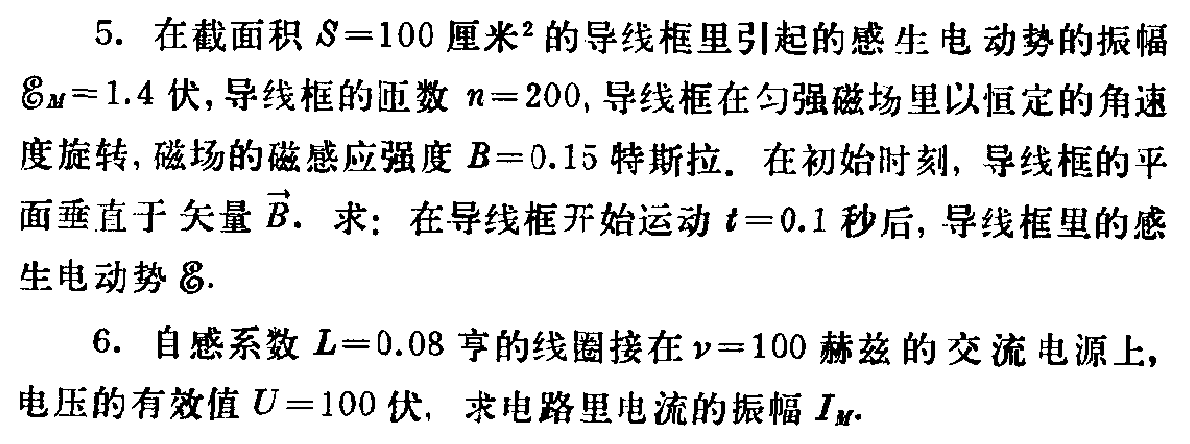 5. 在截面积 S=100 厘米² 的导线框里引起的感生电动势的振幅
ℰ_M=1.4 伏, 导线框的匝数 n=200, 导线框在匀强磁场里以恒定的角速
度旋转, 磁场的磁感应强度 B=0.15 特斯拉. 在初始时刻, 导线框的平
面垂直于矢量 B⃗. 求: 在导线框开始运动 t=0.1 秒后, 导线框里的感
生电动势 ℰ.
6. 自感系数 L=0.08 亨的线圈接在 ν=100 赫兹的交流电源上,
电压的有效值 U=100 伏, 求电路里电流的振幅 I_M.